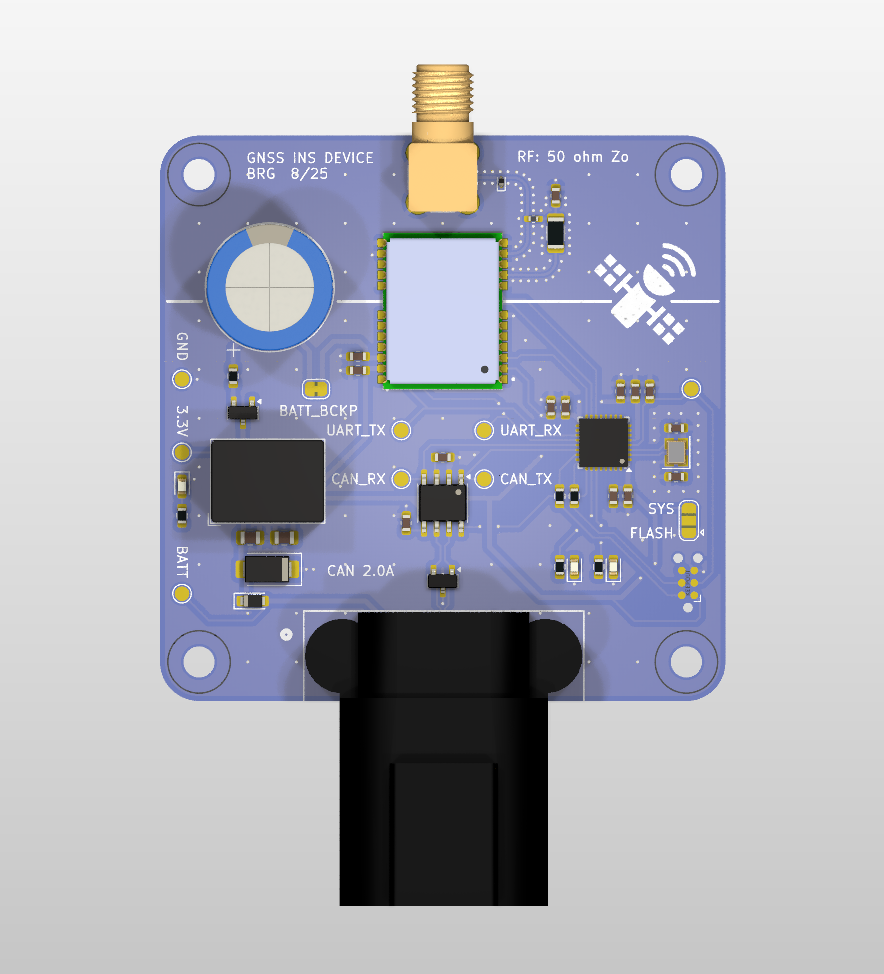 GNSS INS DEVICE
BRG 8/25
RF: 50 ohm Zo
GND
3.3V
BATT_BCKP
UART_TX
UART_RX
CAN_RX
CAN_TX
SYS
FLASH
BATT
CAN 2.0A